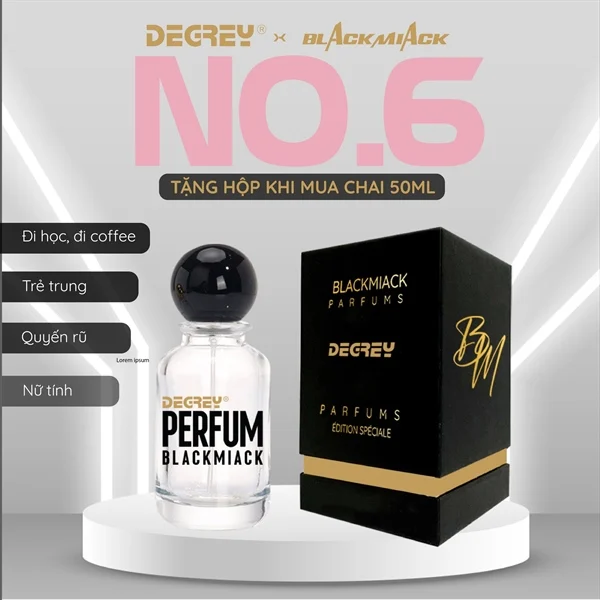 DEGREY® x BLACKMIACK
NO.6
TẶNG HỘP KHI MUA CHAI 50ML
Đi học, đi coffee
Trẻ trung
Quyến rũ
Lorem ipsum
Nữ tính
DEGREY®
PERFUM
BLACKMIACK
BLACKMIACK
PARFUMS
DEGREY
PARFUMS
ÉDITION SPÉCIALE
BM